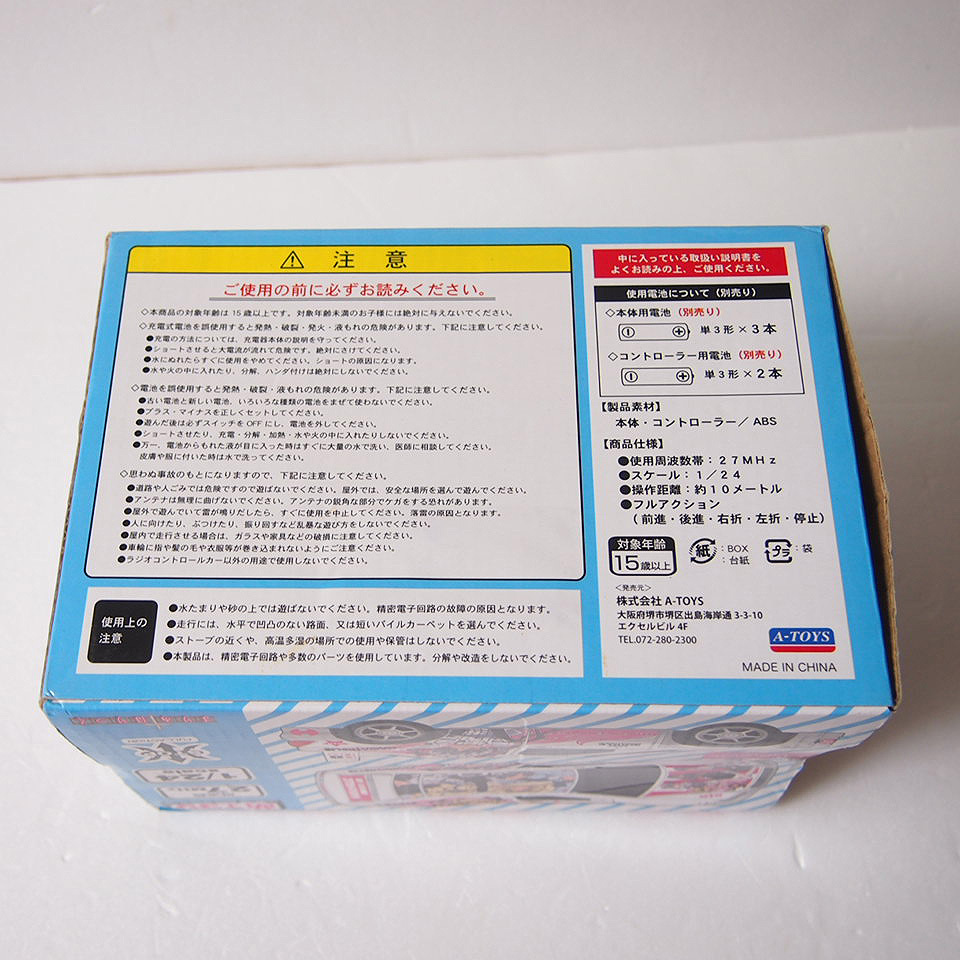 ⚠ 注意
ご使用の前に必ずお読みください。
◇本商品の対象年齢は15歳以上です。対象年齢未満のお子様には絶対に与えないでください。
◇充電式電池を誤使用すると発熱・破裂・発火・液もれの危険があります。下記に注意してください。
●充電の方法については、充電器本体の説明を守ってください。
●ショートさせると大電流が流れて危険です。絶対にさけてください。
●水にぬれたらすぐに使用をやめてください。ショートの原因になります。
●水や火の中に入れたり、分解、ハンダ付けは絶対にしないでください。
◇電池を誤使用すると発熱・破裂・液もれの危険があります。下記に注意してください。
●古い電池と新しい電池、いろいろな種類の電池をまぜて使わないでください。
●プラス・マイナスを正しくセットしてください。
●遊んだ後は必ずスイッチをOFFにし、電池を外してください。
●ショートさせたり、充電・分解・加熱・水や火の中に入れたりしないでください。
●万一、電池からもれた液が目に入った時はすぐに大量の水で洗い、医師に相談してください。
皮膚や服に付いた時は水で洗ってください。
◇思わぬ事故のもとになりますので、下記に注意してください。
●道路や人ごみでは危険ですので遊ばないでください。屋外では、安全な場所を選んで遊んでください。
●アンテナは無理に曲げないでください。アンテナの鋭角な部分でケガをする恐れがあります。
●屋外で遊んでいて雷が鳴りだしたら、すぐに使用を中止してください。落雷の原因となります。
●人に向けたり、ぶつけたり、振り回すなど乱暴な遊び方をしないでください。
●屋内で走行させる場合は、ガラスや家具などの破損に注意してください。
●車輪に指や髪の毛や衣服等が巻き込まれないようにご注意ください。
●ラジオコントロールカー以外の用途で使用しないでください。
使用上の
注意
●水たまりや砂の上では遊ばないでください。精密電子回路の故障の原因となります。
●走行には、水平で凹凸のない路面、又は短いパイルカーペットを選んでください。
●ストーブの近くや、高温多湿の場所での使用や保管はしないでください。
●本製品は、精密電子回路や多数のパーツを使用しています。分解や改造をしないでください。
中に入っている取扱い説明書を
よくお読みの上、ご使用ください。
使用電池について（別売り）
◇本体用電池（別売り）
単3形×3本
◇コントローラー用電池（別売り）
単3形×2本
【製品素材】
本体・コントローラー／ABS
【商品仕様】
●使用周波数帯：27MHz
●スケール：1／24
●操作距離：約10メートル
●フルアクション
（前進・後進・右折・左折・停止）
対象年齢
15歳以上
紙 ：BOX
：台紙
プラ ：袋
＜発売元＞
株式会社 A-TOYS
大阪府堺市堺区出島海岸通 3-3-10
エクセルビル 4F
TEL.072-280-2300
A-TOYS
MADE IN CHINA
1/24